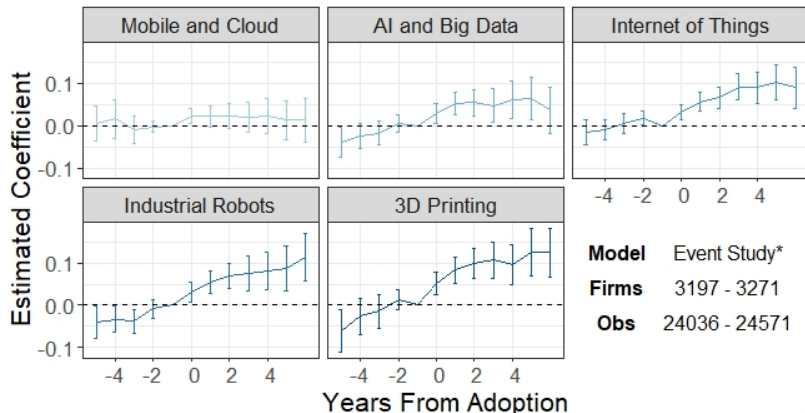 Mobile and Cloud
AI and Big Data
Internet of Things
Estimated Coefficient
0.1
0.0
-0.1
-4 -2 0 2 4
Industrial Robots
3D Printing
0.1
0.0
-0.1
Model Event Study*
Firms 3197 - 3271
Obs 24036 - 24571
-4 -2 0 2 4
-4 -2 0 2 4
Years From Adoption